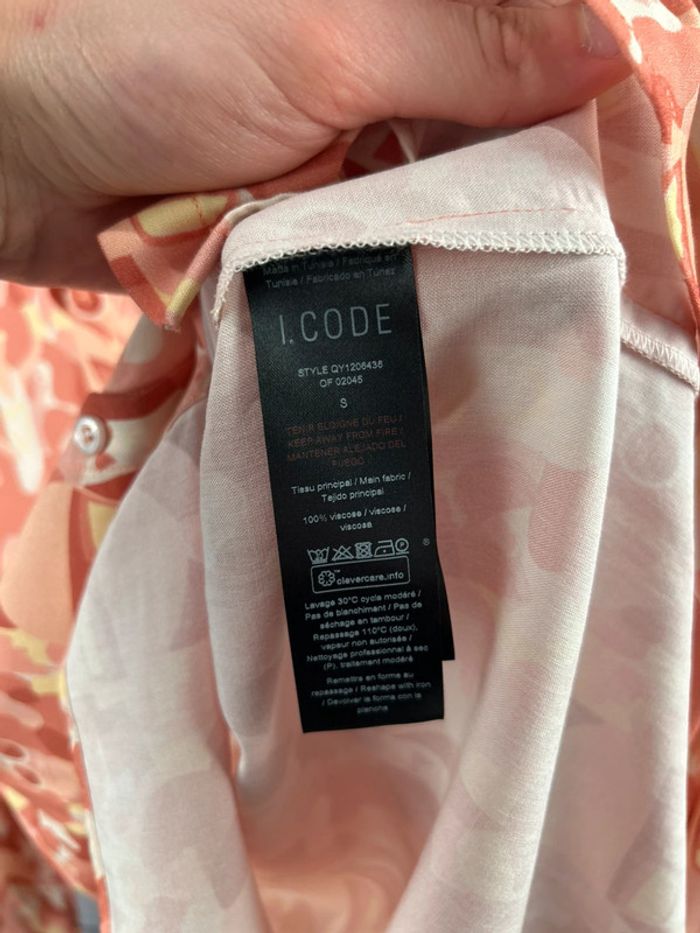 Made in Tunisia / Fabriqué en
Tunisie / Fabricado en Túnez
I.CODE
STYLE QY1206436
OF 02045
S
TENIR ELOIGNE DU FEU /
KEEP AWAY FROM FIRE /
MANTENER ALEJADO DEL
FUEGO
Tissu principal / Main fabric /
Tejido principal
100% viscose / viscose /
viscosa
P ®
™ clevercare.info
Lavage 30°C cycle modéré /
Pas de blanchiment / Pas de
séchage en tambour /
Repassage 110°C (doux),
vapeur non autorisée /
Nettoyage professionnel à sec
(P), traitement modéré
Remettre en forme au
repassage / Reshape with iron
/ Devolver la forma con la
plancha